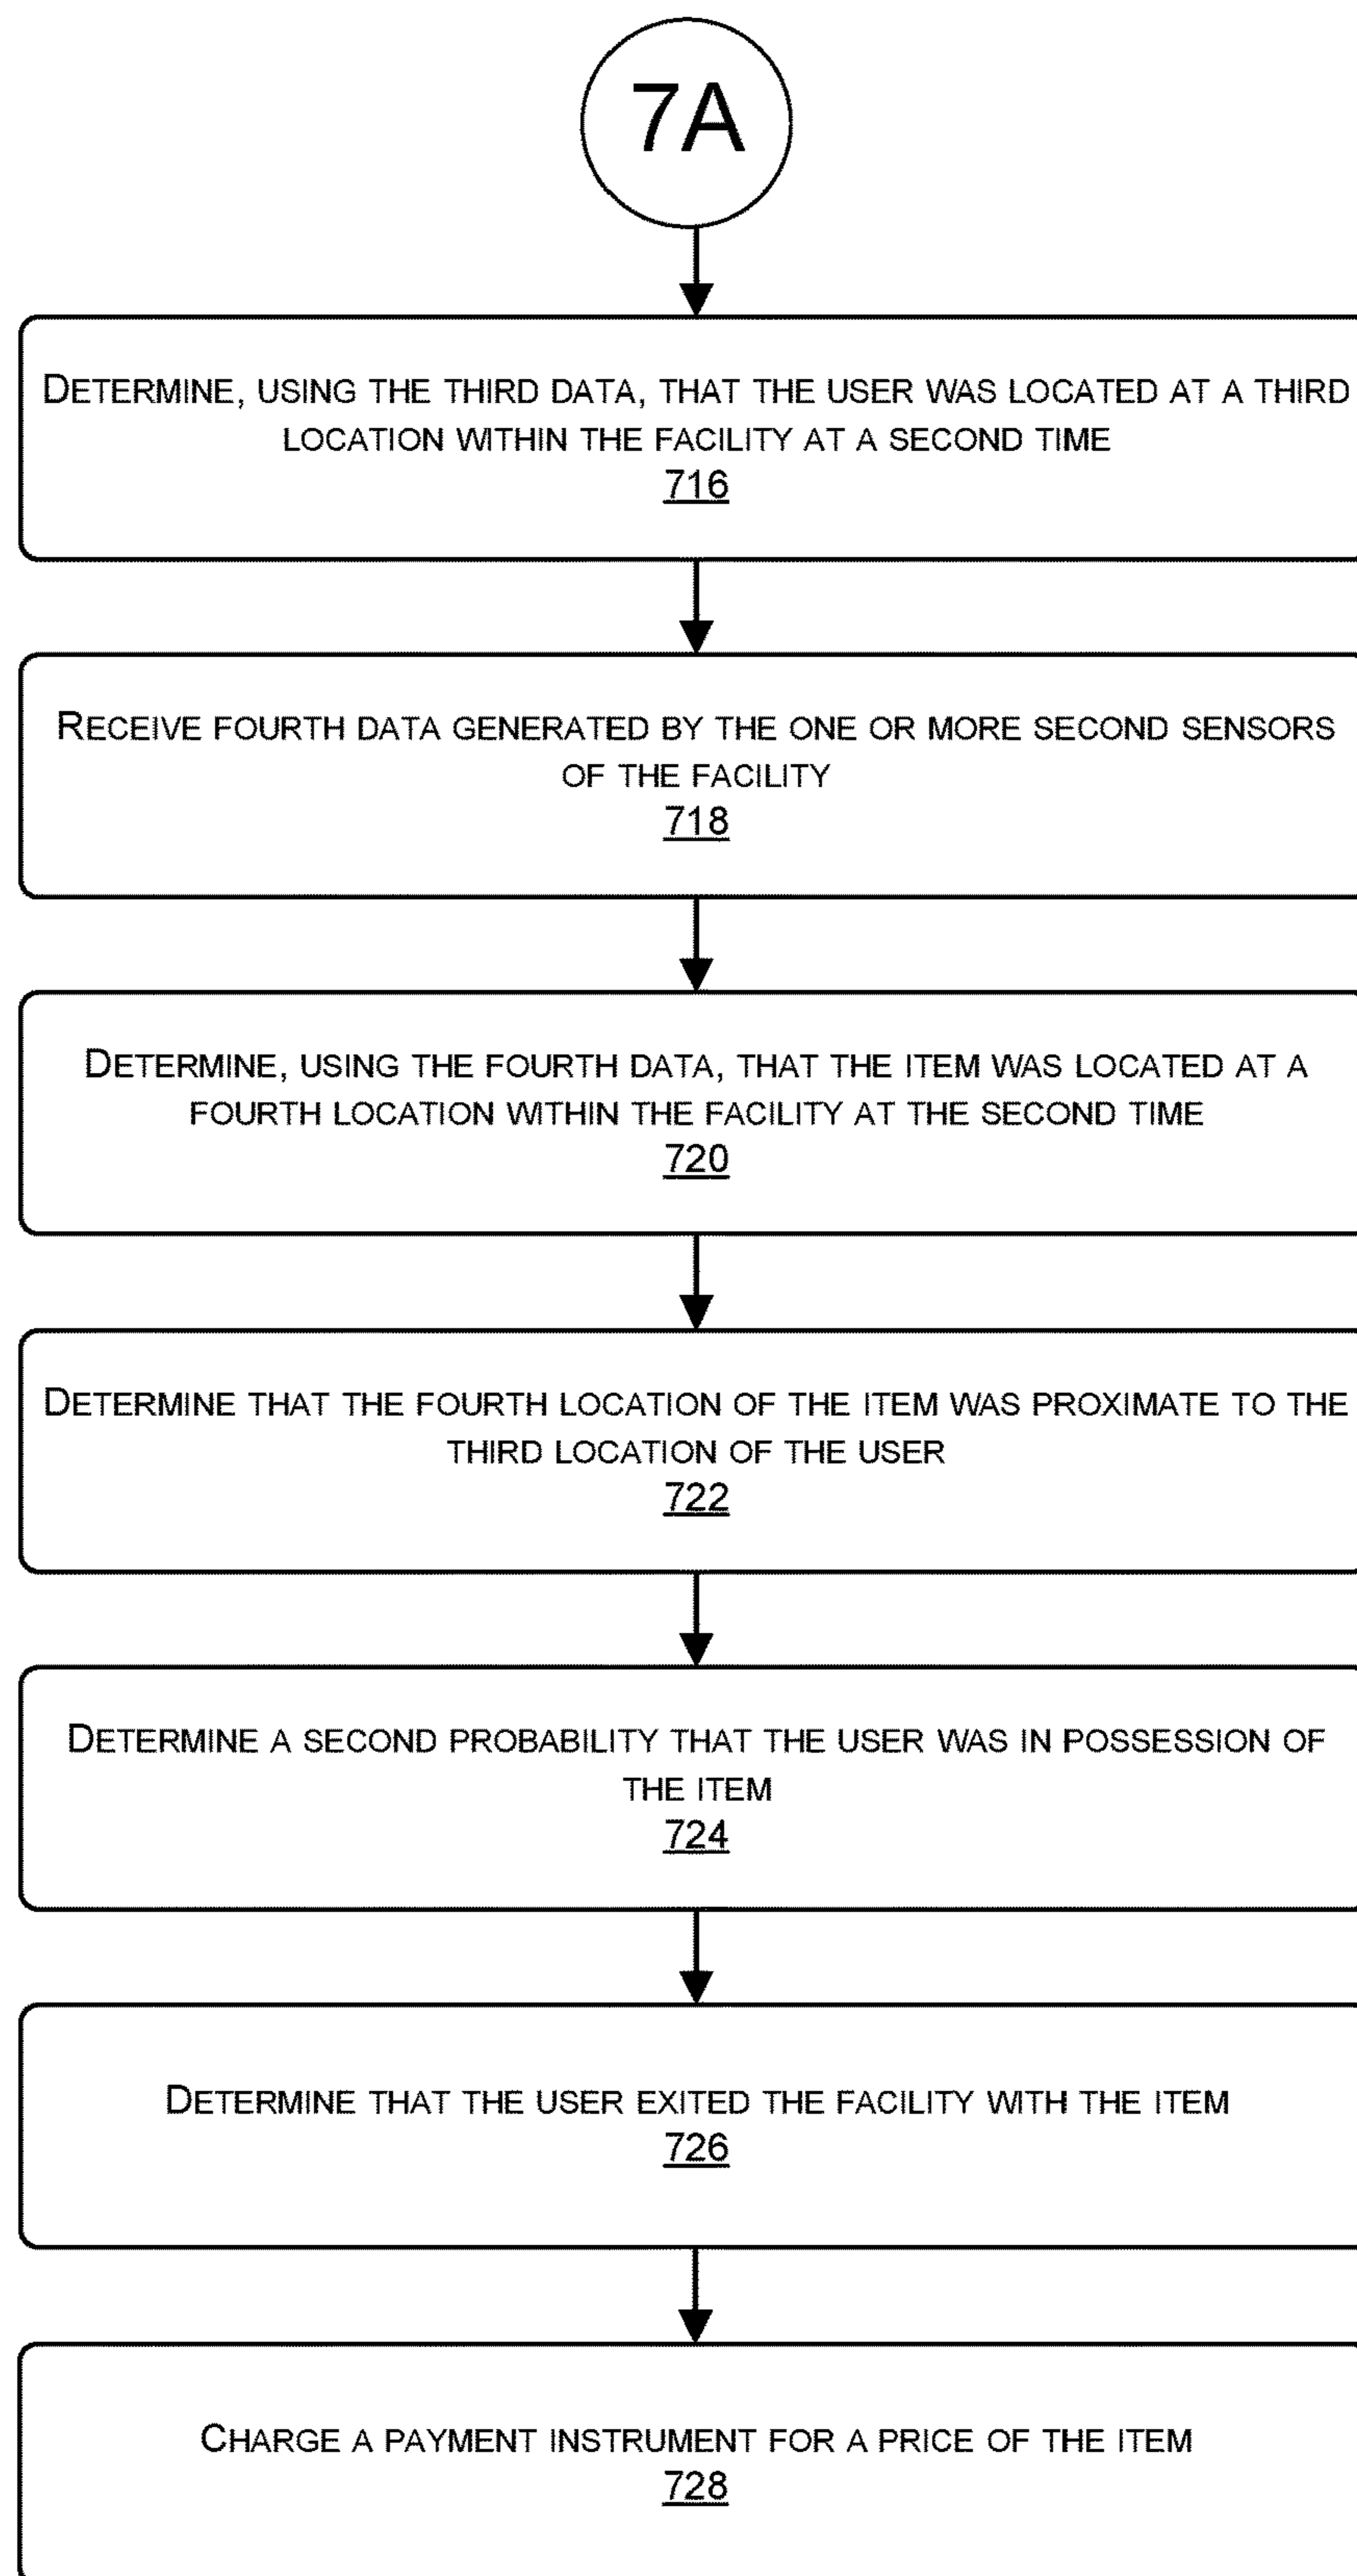 7A
DETERMINE, USING THE THIRD DATA, THAT THE USER WAS LOCATED AT A THIRD
LOCATION WITHIN THE FACILITY AT A SECOND TIME
716
RECEIVE FOURTH DATA GENERATED BY THE ONE OR MORE SECOND SENSORS
OF THE FACILITY
718
DETERMINE, USING THE FOURTH DATA, THAT THE ITEM WAS LOCATED AT A
FOURTH LOCATION WITHIN THE FACILITY AT THE SECOND TIME
720
DETERMINE THAT THE FOURTH LOCATION OF THE ITEM WAS PROXIMATE TO THE
THIRD LOCATION OF THE USER
722
DETERMINE A SECOND PROBABILITY THAT THE USER WAS IN POSSESSION OF
THE ITEM
724
DETERMINE THAT THE USER EXITED THE FACILITY WITH THE ITEM
726
CHARGE A PAYMENT INSTRUMENT FOR A PRICE OF THE ITEM
728